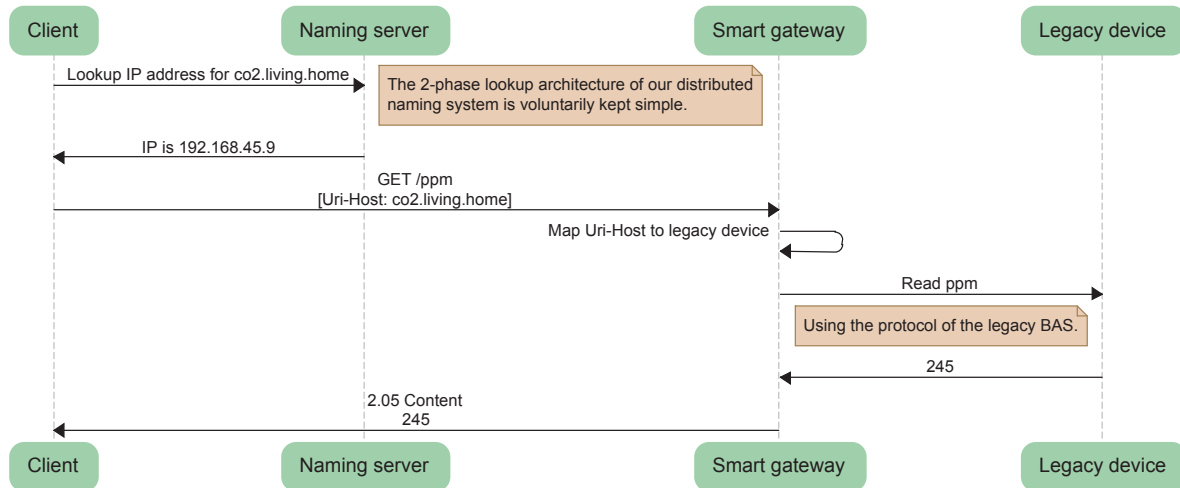 Client
Naming server
Smart gateway
Legacy device
Lookup IP address for co2.living.home
The 2-phase lookup architecture of our distributed
naming system is voluntarily kept simple.
IP is 192.168.45.9
GET /ppm
[Uri-Host: co2.living.home]
Map Uri-Host to legacy device
Read ppm
Using the protocol of the legacy BAS.
245
2.05 Content
245
Client
Naming server
Smart gateway
Legacy device